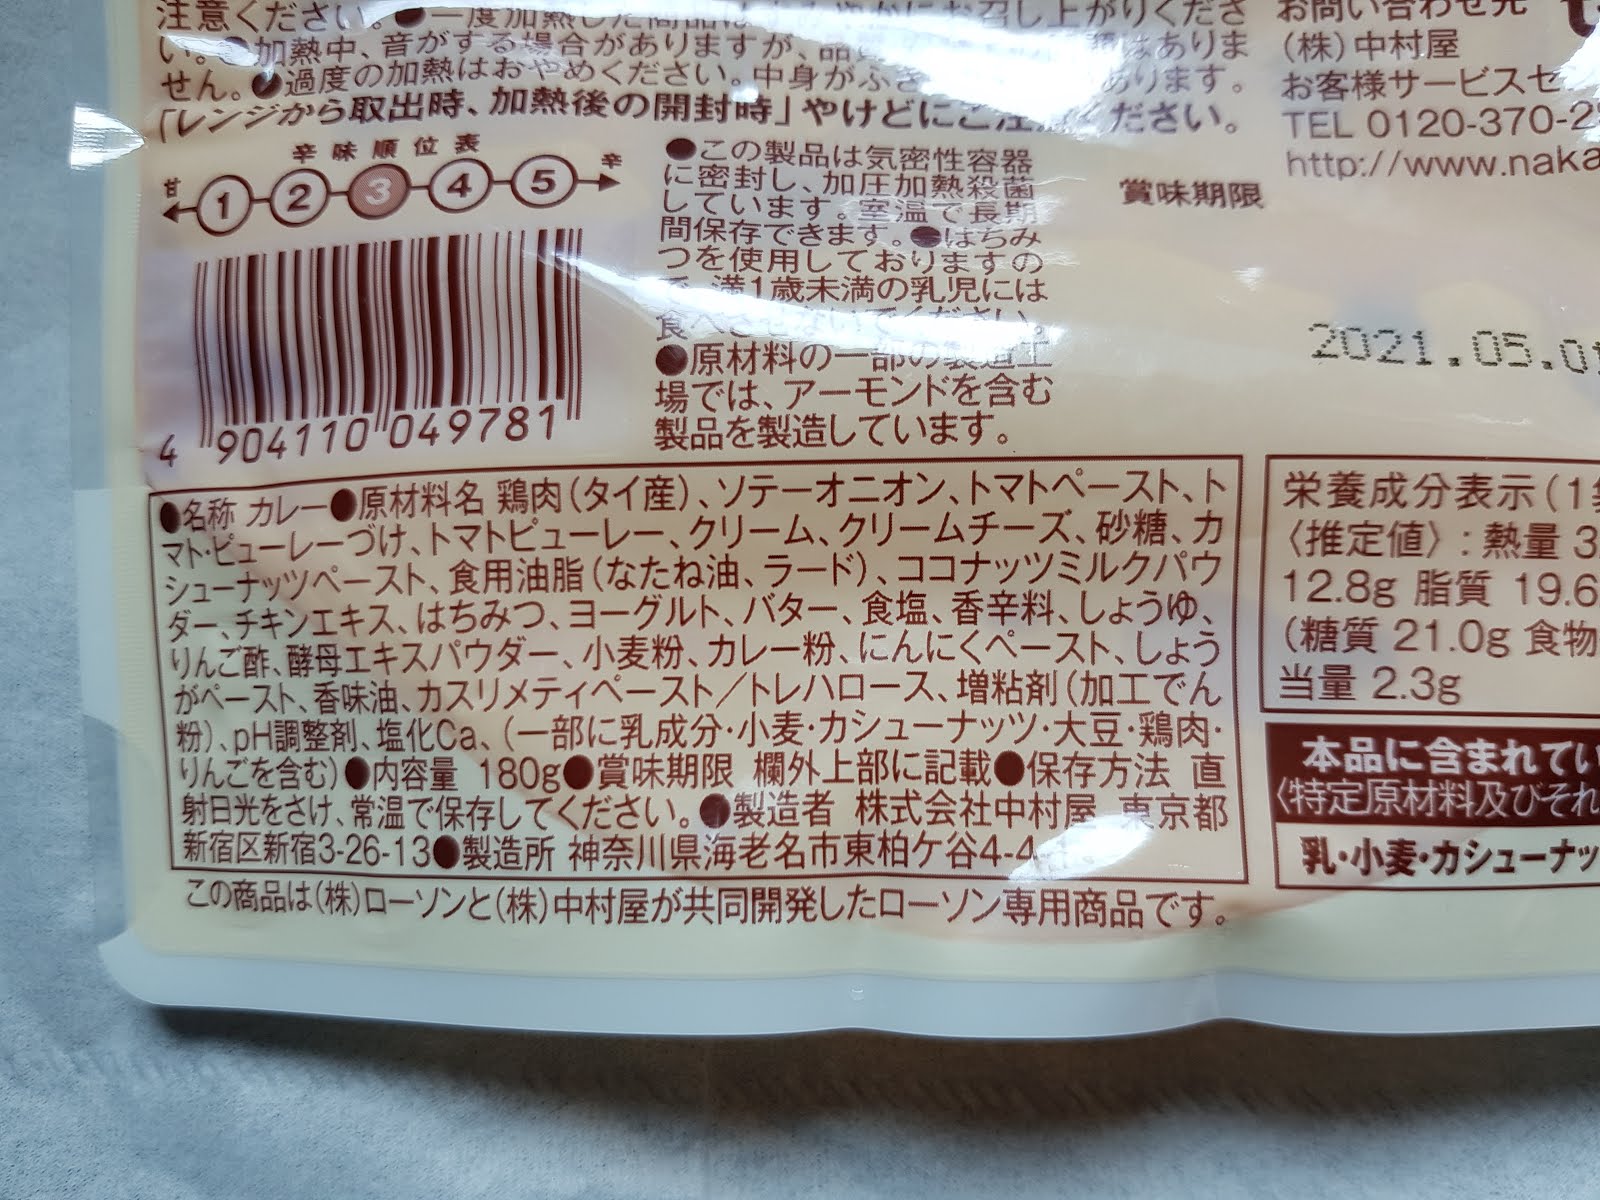 注意ください。●一度加熱した商品はすみやかにお召し上がりくださ
い。●加熱中、音がする場合がありますが、品 はありま
せん。●過度の加熱はおやめください。中身がふき あります。
「レンジから取出時、加熱後の開封時」やけどにご注意ください。
辛味順位表
甘 1 2 3 4 5 辛
4 904110 049781
●この製品は気密性容器
に密封し、加圧加熱殺菌
しています。室温で長期
間保存できます。●はちみ
つを使用しておりますの
で、満1歳未満の乳児には
食べさせないでください。
●原材料の一部の製造工
場では、アーモンドを含む
製品を製造しています。
お問い合わせ先
(株)中村屋
お客様サービスセ
TEL 0120-370-2
http://www.naka
賞味期限
2021.05.0
●名称 カレー●原材料名 鶏肉(タイ産)、ソテーオニオン、トマトペースト、ト
マト・ピューレーづけ、トマトピューレー、クリーム、クリームチーズ、砂糖、カ
シューナッツペースト、食用油脂(なたね油、ラード)、ココナッツミルクパウ
ダー、チキンエキス、はちみつ、ヨーグルト、バター、食塩、香辛料、しょうゆ、
りんご酢、酵母エキスパウダー、小麦粉、カレー粉、にんにくペースト、しょう
がペースト、香味油、カスリメティペースト/トレハロース、増粘剤(加工でん
粉)、pH調整剤、塩化Ca、(一部に乳成分・小麦・カシューナッツ・大豆・鶏肉・
りんごを含む)●内容量 180g●賞味期限 欄外上部に記載●保存方法 直
射日光をさけ、常温で保存してください。●製造者 株式会社中村屋 東京都
新宿区新宿3-26-13●製造所 神奈川県海老名市東柏ケ谷4-4-1
この商品は(株)ローソンと(株)中村屋が共同開発したローソン専用商品です。
栄養成分表示(1
〈推定値〉:熱量 3
12.8g 脂質 19.6
(糖質 21.0g 食物
当量 2.3g
本品に含まれてい
〈特定原材料及びそれ
乳・小麦・カシューナッ